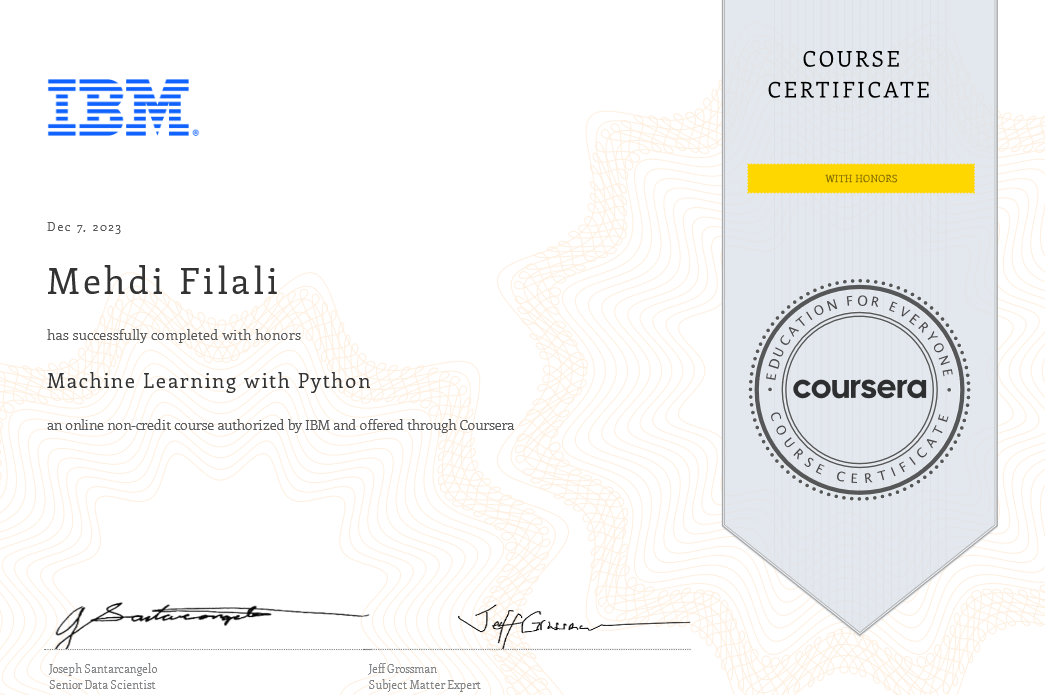 IBM®
COURSE
CERTIFICATE
WITH HONORS
Dec 7, 2023
Mehdi Filali
has successfully completed with honors
Machine Learning with Python
an online non-credit course authorized by IBM and offered through Coursera
EDUCATION FOR EVERYONE
coursera
COURSE CERTIFICATE
J Santarcangelo
Jeff Grossman
Joseph Santarcangelo
Senior Data Scientist
Jeff Grossman
Subject Matter Expert